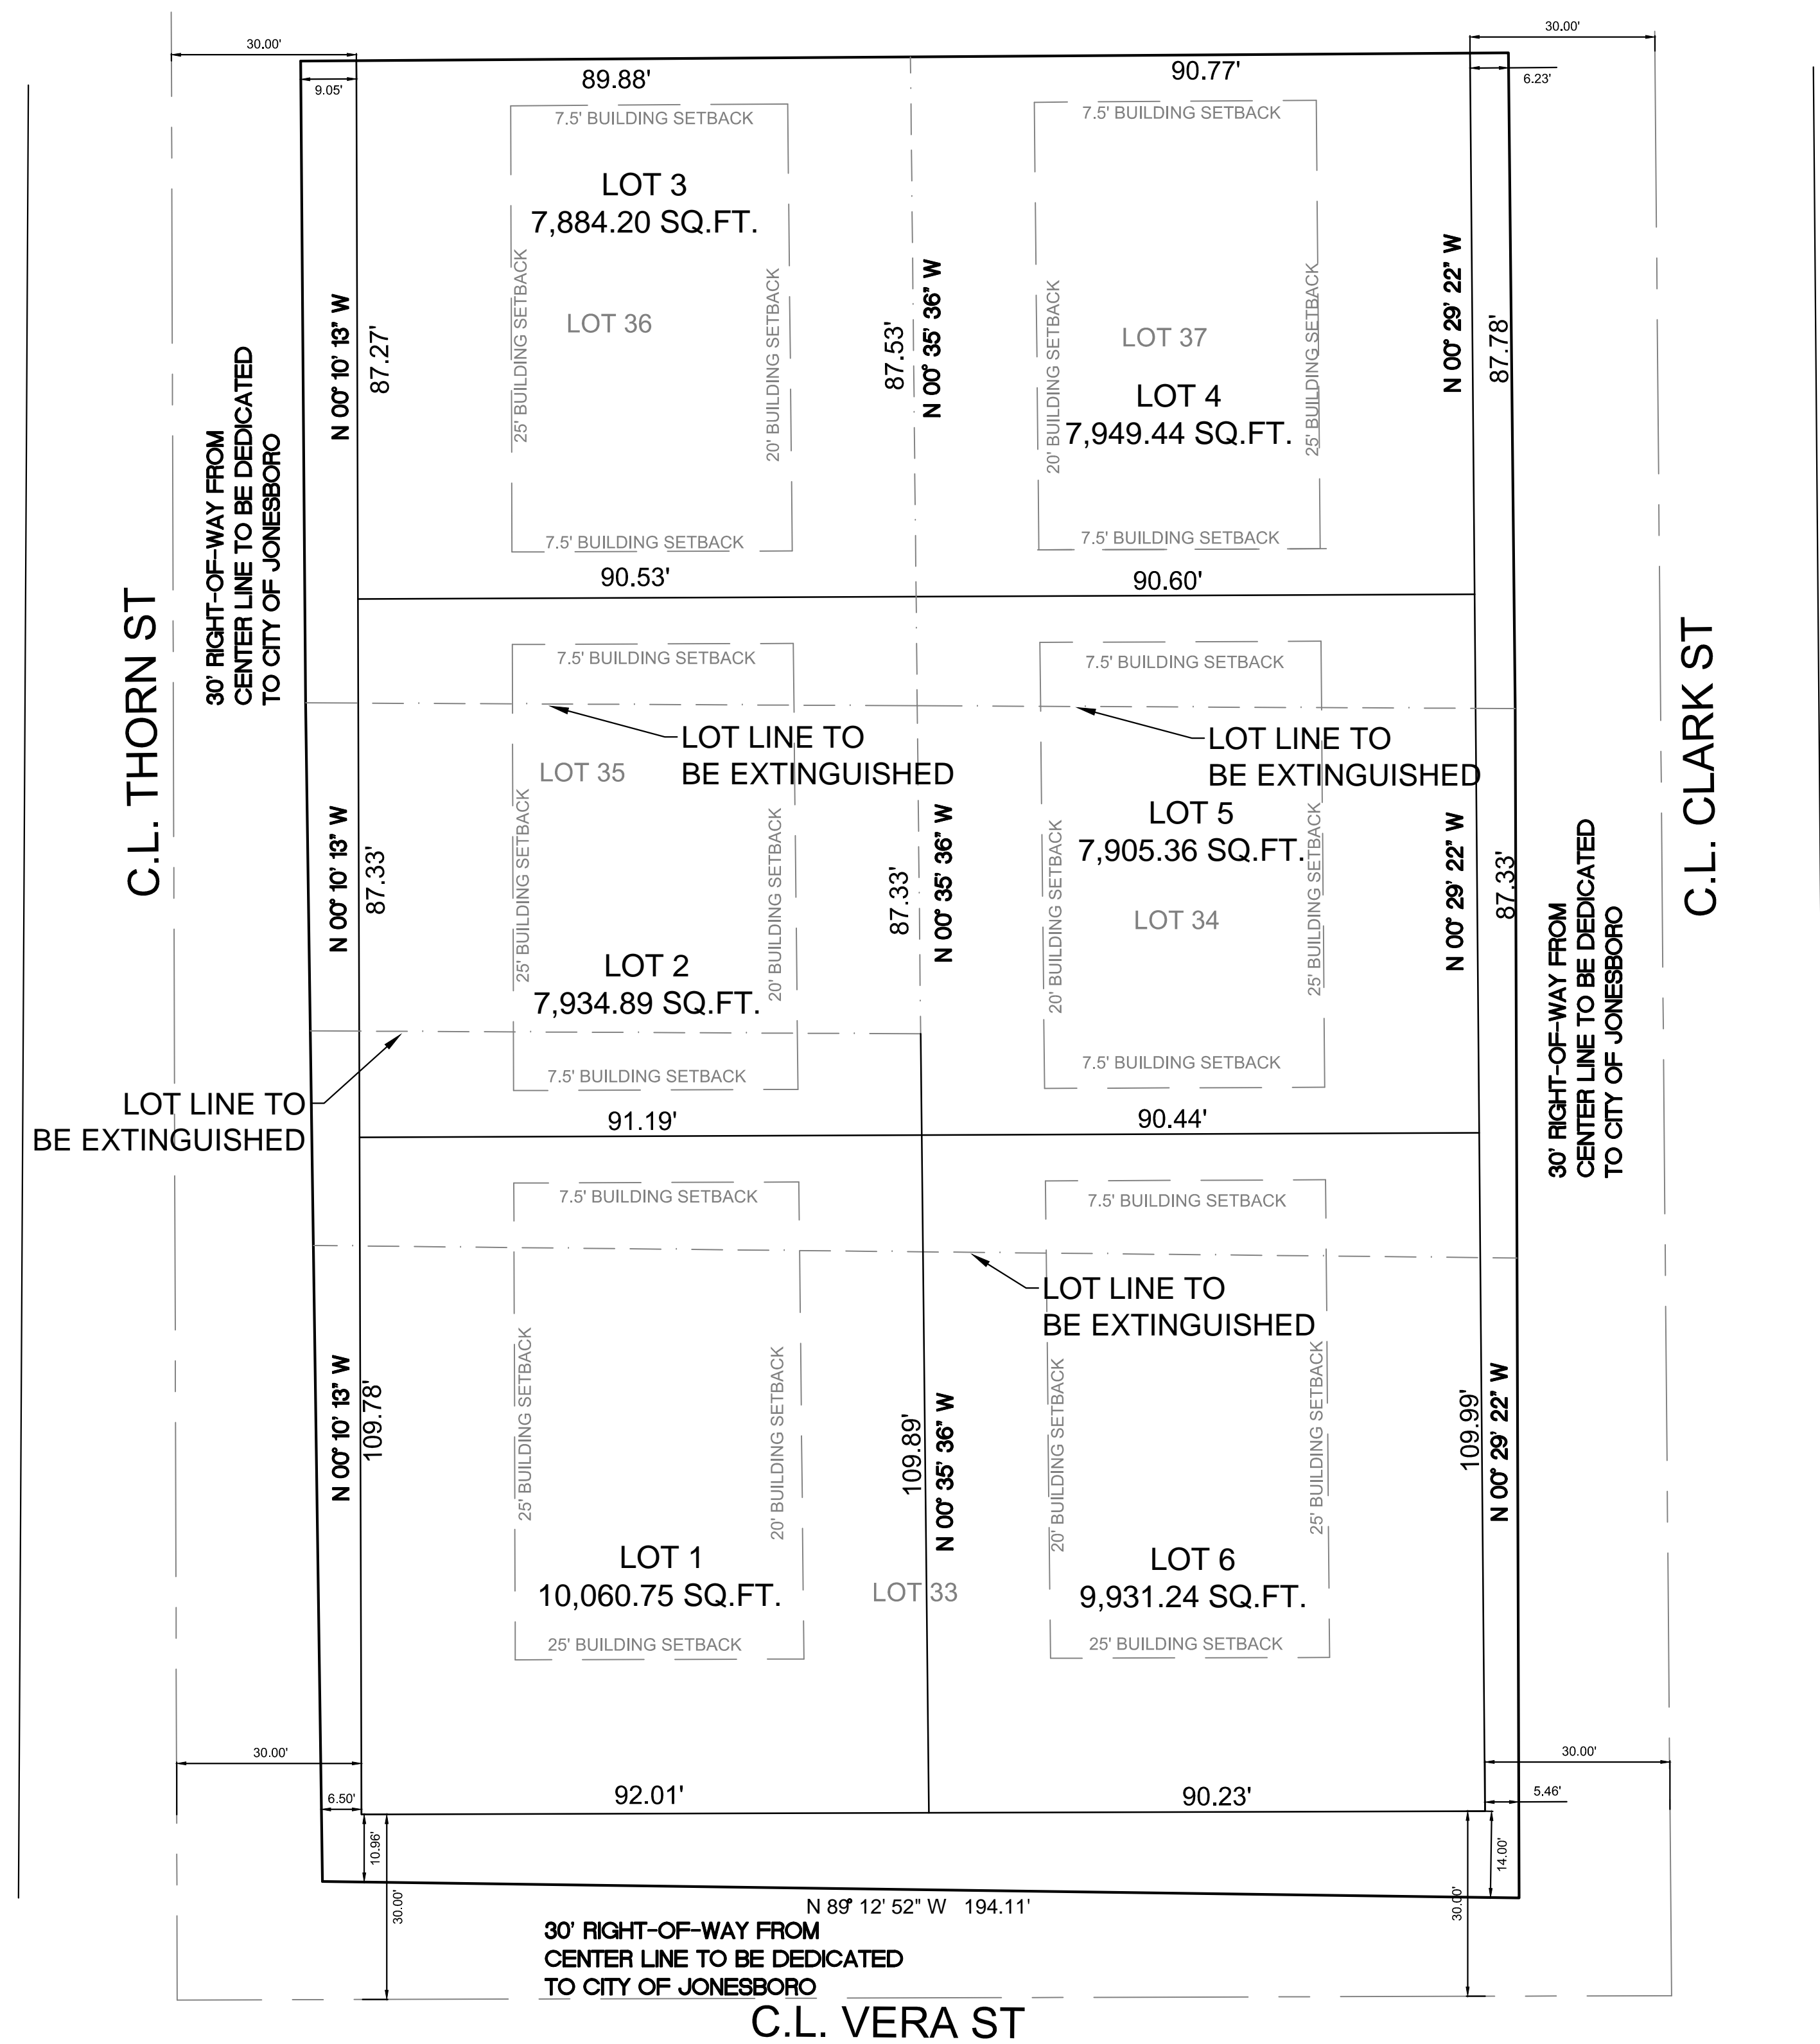 30.00'
30.00'
9.05'
89.88'
90.77'
6.23'
7.5' BUILDING SETBACK
7.5' BUILDING SETBACK
LOT 3
7,884.20 SQ.FT.
25' BUILDING SETBACK
20' BUILDING SETBACK
LOT 36
N 00° 10' 13" W
87.27'
87.53'
N 00° 35' 36" W
20' BUILDING SETBACK
25' BUILDING SETBACK
LOT 37
LOT 4
7,949.44 SQ.FT.
N 00° 29' 22" W
87.78'
30' RIGHT-OF-WAY FROM
CENTER LINE TO BE DEDICATED
TO CITY OF JONESBORO
7.5' BUILDING SETBACK
7.5' BUILDING SETBACK
90.53'
90.60'
C.L. THORN ST
C.L. CLARK ST
7.5' BUILDING SETBACK
7.5' BUILDING SETBACK
LOT LINE TO
BE EXTINGUISHED
LOT LINE TO
BE EXTINGUISHED
LOT 35
25' BUILDING SETBACK
20' BUILDING SETBACK
N 00° 10' 13" W
87.33'
87.33'
N 00° 35' 36" W
20' BUILDING SETBACK
25' BUILDING SETBACK
LOT 5
7,905.36 SQ.FT.
LOT 34
N 00° 29' 22" W
87.33'
30' RIGHT-OF-WAY FROM
CENTER LINE TO BE DEDICATED
TO CITY OF JONESBORO
LOT 2
7,934.89 SQ.FT.
7.5' BUILDING SETBACK
7.5' BUILDING SETBACK
LOT LINE TO
BE EXTINGUISHED
91.19'
90.44'
7.5' BUILDING SETBACK
7.5' BUILDING SETBACK
LOT LINE TO
BE EXTINGUISHED
N 00° 10' 13" W
109.78'
25' BUILDING SETBACK
20' BUILDING SETBACK
109.89'
N 00° 35' 36" W
20' BUILDING SETBACK
25' BUILDING SETBACK
109.99'
N 00° 29' 22" W
LOT 1
10,060.75 SQ.FT.
LOT 33
LOT 6
9,931.24 SQ.FT.
25' BUILDING SETBACK
25' BUILDING SETBACK
30.00'
30.00'
6.50'
92.01'
90.23'
5.46'
10.96'
30.00'
14.00'
30.00'
N 89° 12' 52" W 194.11'
30' RIGHT-OF-WAY FROM
CENTER LINE TO BE DEDICATED
TO CITY OF JONESBORO
C.L. VERA ST